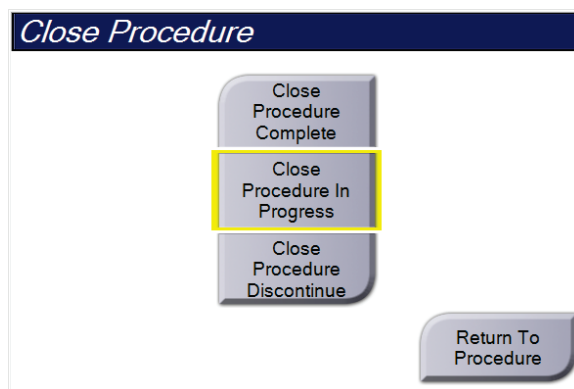 Close Procedure
Close
Procedure
Complete
Close
Procedure In
Progress
Close
Procedure
Discontinue
Return To
Procedure